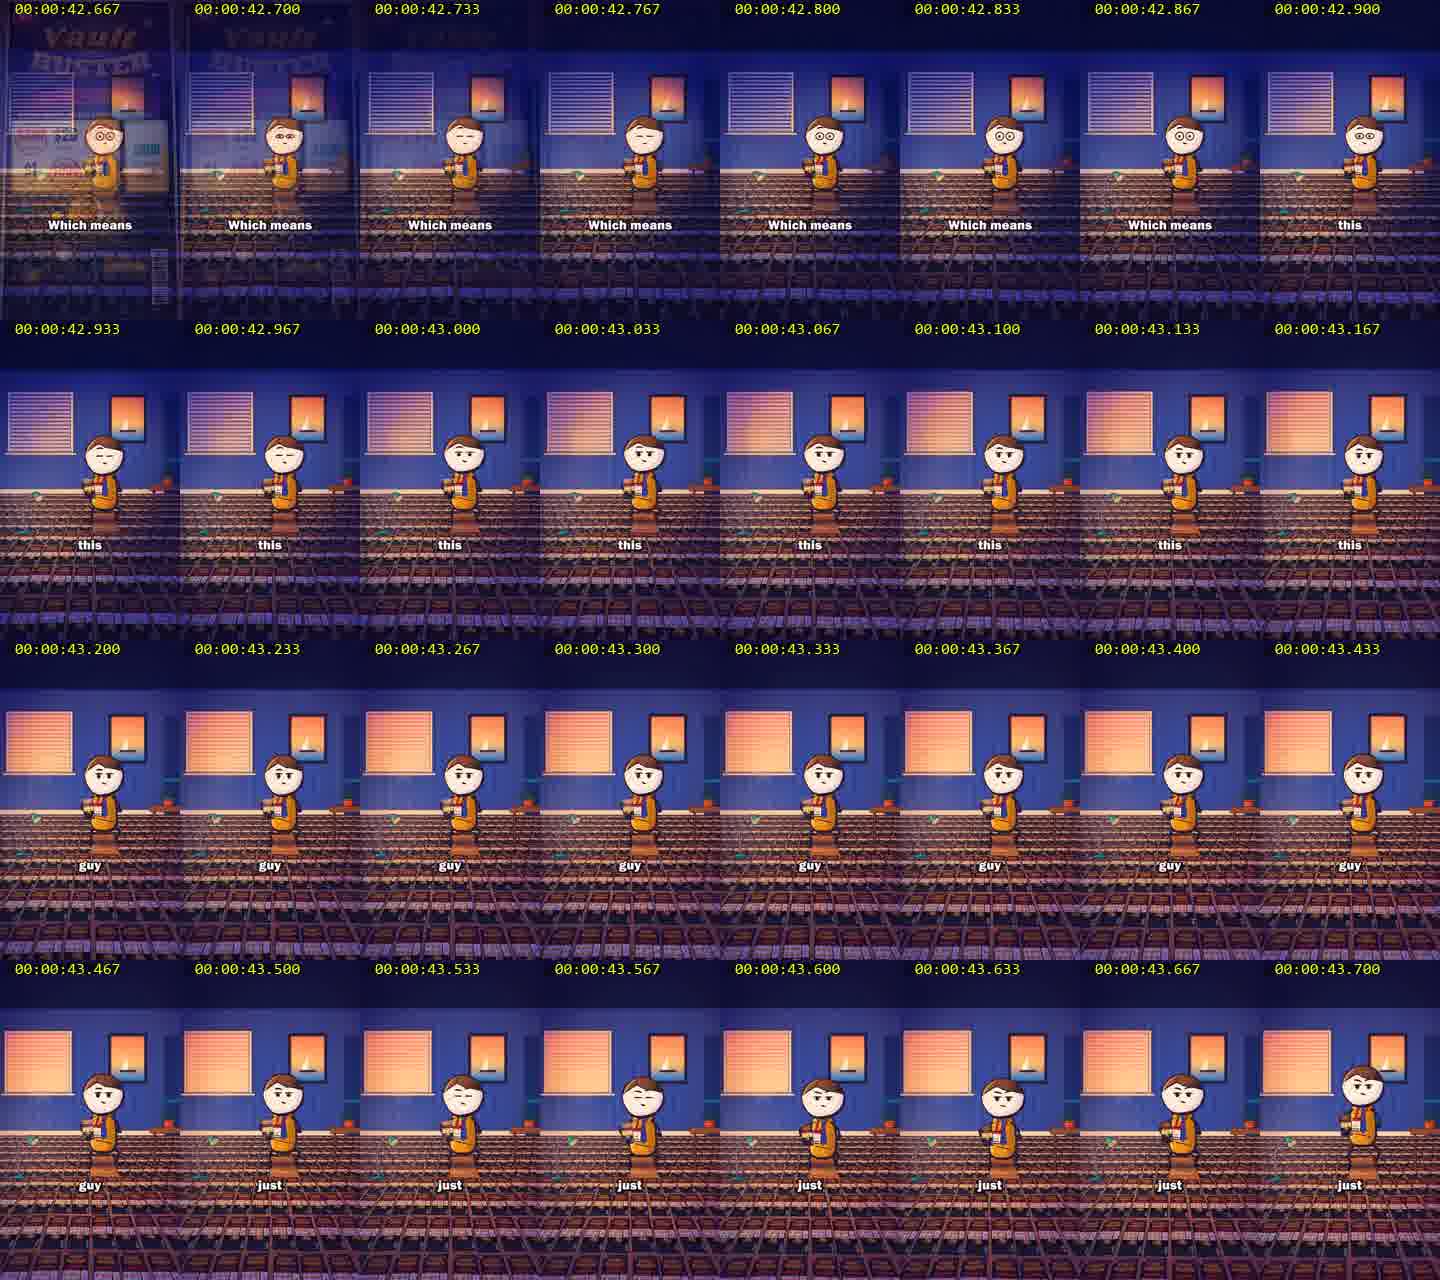 00:00:42.667 00:00:42.700 00:00:42.733 00:00:42.767 00:00:42.800 00:00:42.833 00:00:42.867 00:00:42.900
Vault Vault
BUSTER BUSTER
Which means Which means Which means Which means Which means Which means Which means this
00:00:42.933 00:00:42.967 00:00:43.000 00:00:43.033 00:00:43.067 00:00:43.100 00:00:43.133 00:00:43.167
this this this this this this this this
00:00:43.200 00:00:43.233 00:00:43.267 00:00:43.300 00:00:43.333 00:00:43.367 00:00:43.400 00:00:43.433
guy guy guy guy guy guy guy guy
00:00:43.467 00:00:43.500 00:00:43.533 00:00:43.567 00:00:43.600 00:00:43.633 00:00:43.667 00:00:43.700
guy just just just just just just just